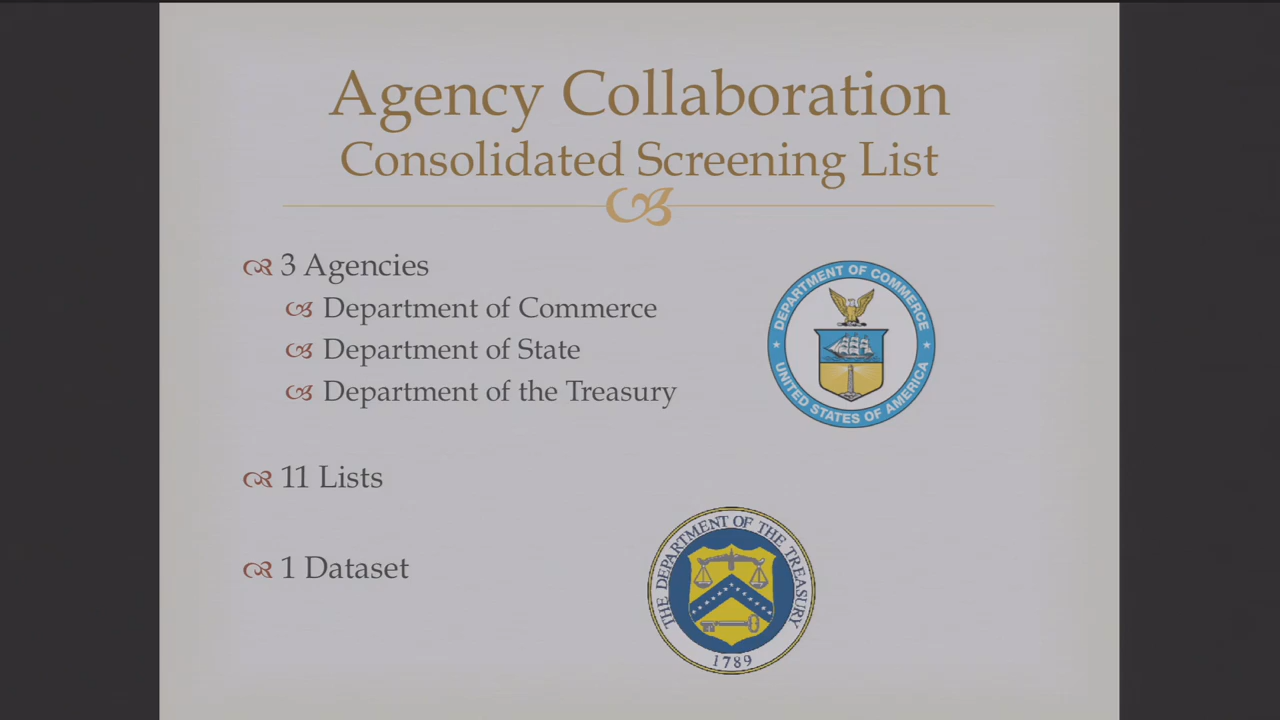 Agency Collaboration
Consolidated Screening List
3 Agencies
Department of Commerce
Department of State
Department of the Treasury
11 Lists
1 Dataset
DEPARTMENT OF COMMERCE
UNITED STATES OF AMERICA
THE DEPARTMENT OF THE TREASURY
1789